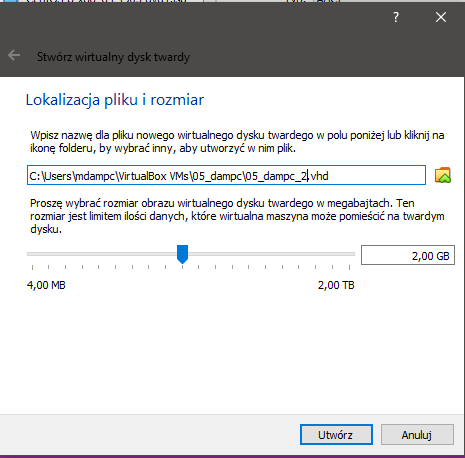 Stwórz wirtualny dysk twardy
Lokalizacja pliku i rozmiar
Wpisz nazwę dla pliku nowego wirtualnego dysku twardego w polu poniżej lub kliknij na
ikonę folderu, by wybrać inny, aby utworzyć w nim plik.
C:\Users\mdampc\VirtualBox VMs\05_dampc\05_dampc_2.vhd
Proszę wybrać rozmiar obrazu wirtualnego dysku twardego w megabajtach. Ten
rozmiar jest limitem ilości danych, które wirtualna maszyna może pomieścić na twardym
dysku.
2,00 GB
4,00 MB
2,00 TB
Utwórz
Anuluj